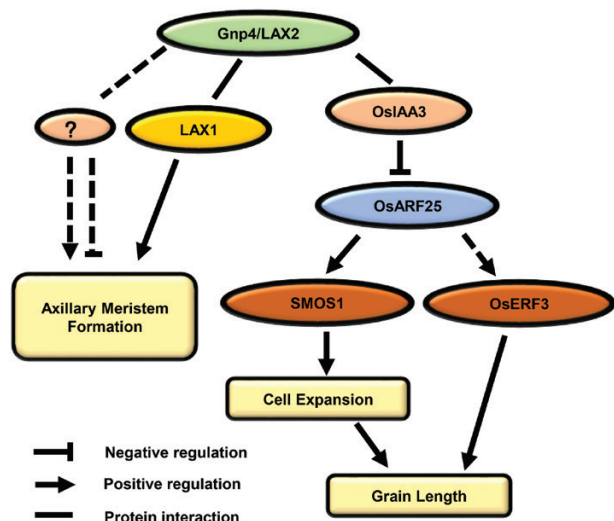 Gnp4/LAX2
?
LAX1
OsIAA3
OsARF25
SMOS1
OsERF3
Axillary Meristem
Formation
Cell Expansion
Grain Length
Negative regulation
Positive regulation
Protein interaction